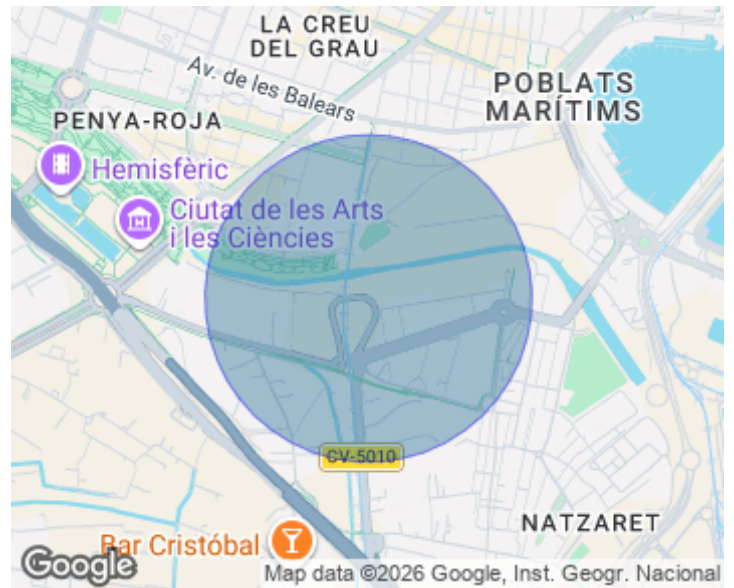 LA CREU
DEL GRAU
Av. de les Balears
POBLATS
MARÍTIMS
PENYA-ROJA
Hemisfèric
Ciutat de les Arts
i les Ciències
CV-5010
NATZARET
Bar Cristóbal
Google
Map data ©2026 Google, Inst. Geogr. Nacional